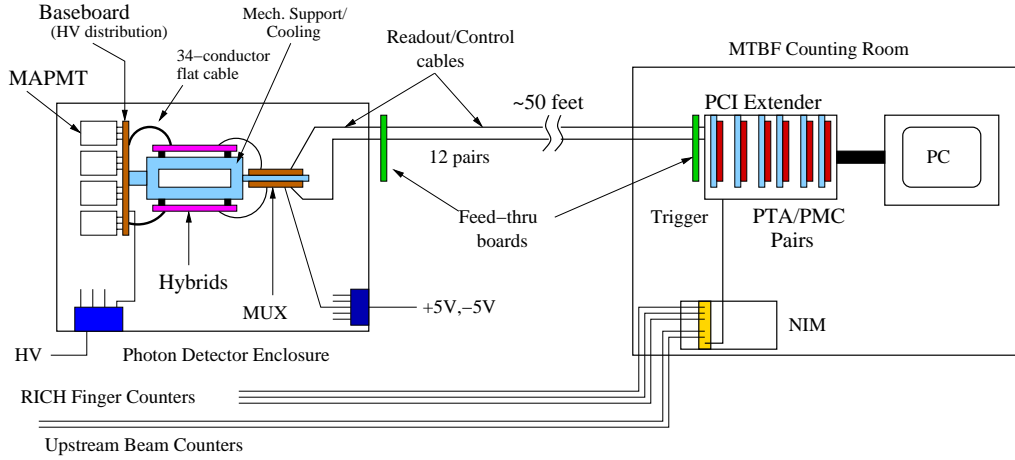 Baseboard
(HV distribution)
Mech. Support/
Cooling
34−conductor
flat cable
MAPMT
Readout/Control
cables
MTBF Counting Room
~50 feet
PCI Extender
12 pairs
PC
Feed−thru
boards
Trigger
PTA/PMC
Pairs
Hybrids
MUX
+5V,−5V
NIM
HV
Photon Detector Enclosure
RICH Finger Counters
Upstream Beam Counters